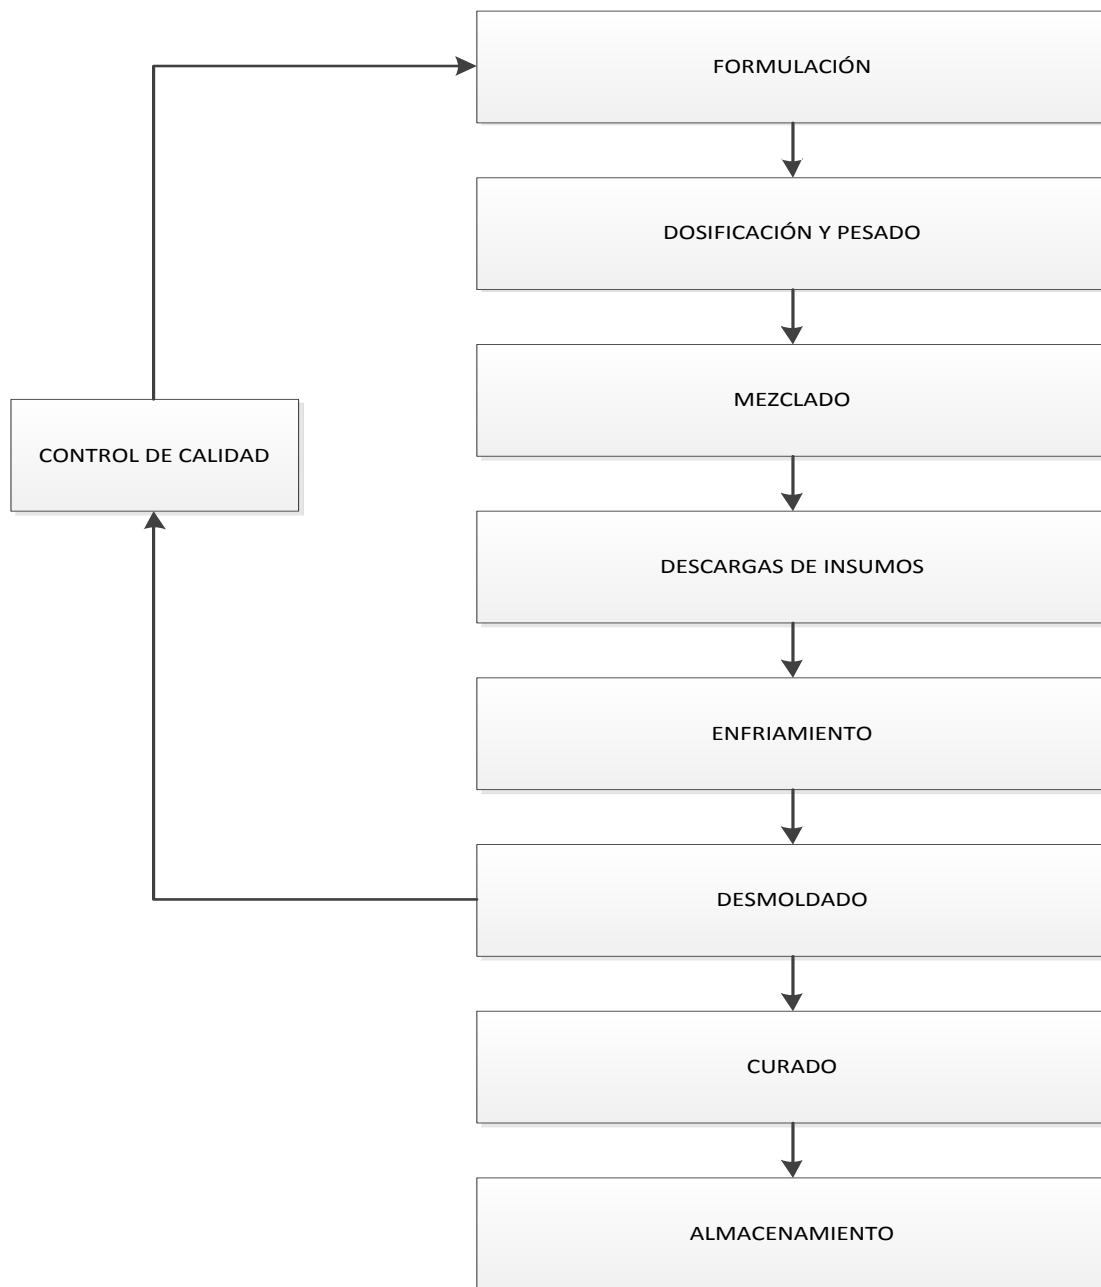 FORMULACIÓN
DOSIFICACIÓN Y PESADO
MEZCLADO
CONTROL DE CALIDAD
DESCARGAS DE INSUMOS
ENFRIAMIENTO
DESMOLDADO
CURADO
ALMACENAMIENTO